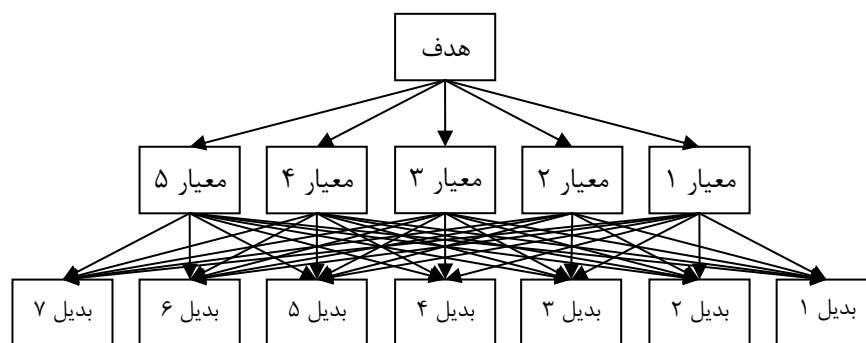 هدف
معیار ۱
معیار ۲
معیار ۳
معیار ۴
معیار ۵
بدیل ۱
بدیل ۲
بدیل ۳
بدیل ۴
بدیل ۵
بدیل ۶
بدیل ۷